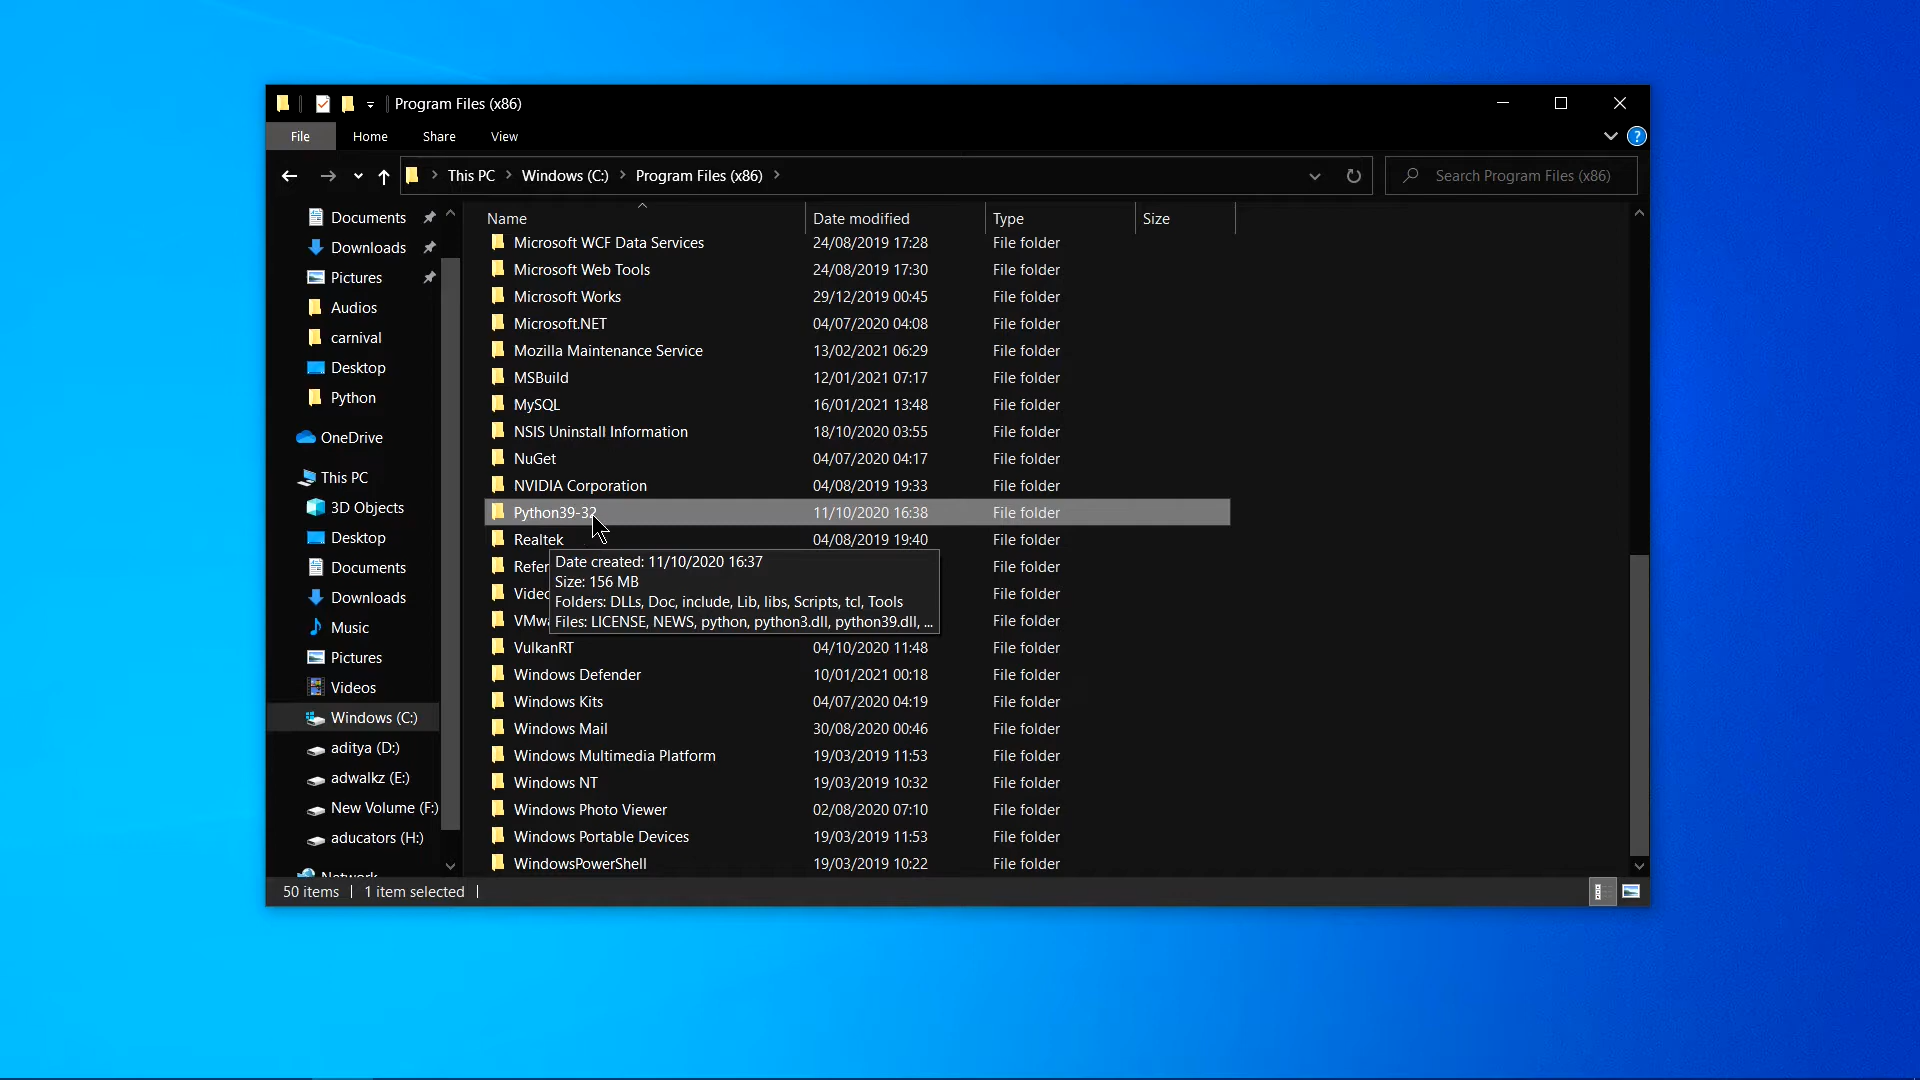 Program Files (x86)
File Home Share View
?
This PC Windows (C:) Program Files (x86)
Search Program Files (x86)
Documents
Downloads
Pictures
Audios
carnival
Desktop
Python
OneDrive
This PC
3D Objects
Desktop
Documents
Downloads
Music
Pictures
Videos
Windows (C:)
aditya (D:)
adwalkz (E:)
New Volume (F:)
aducators (H:)
Network
Name Date modified Type Size
Microsoft WCF Data Services 24/08/2019 17:28 File folder
Microsoft Web Tools 24/08/2019 17:30 File folder
Microsoft Works 29/12/2019 00:45 File folder
Microsoft.NET 04/07/2020 04:08 File folder
Mozilla Maintenance Service 13/02/2021 06:29 File folder
MSBuild 12/01/2021 07:17 File folder
MySQL 16/01/2021 13:48 File folder
NSIS Uninstall Information 18/10/2020 03:55 File folder
NuGet 04/07/2020 04:17 File folder
NVIDIA Corporation 04/08/2019 19:33 File folder
Python39-32 11/10/2020 16:38 File folder
Realtek 04/08/2019 19:40 File folder
Refer File folder
Video File folder
VMwa File folder
Date created: 11/10/2020 16:37
Size: 156 MB
Folders: DLLs, Doc, include, Lib, libs, Scripts, tcl, Tools
Files: LICENSE, NEWS, python, python3.dll, python39.dll, ...
VulkanRT 04/10/2020 11:48 File folder
Windows Defender 10/01/2021 00:18 File folder
Windows Kits 04/07/2020 04:19 File folder
Windows Mail 30/08/2020 00:46 File folder
Windows Multimedia Platform 19/03/2019 11:53 File folder
Windows NT 19/03/2019 10:32 File folder
Windows Photo Viewer 02/08/2020 07:10 File folder
Windows Portable Devices 19/03/2019 11:53 File folder
WindowsPowerShell 19/03/2019 10:22 File folder
50 items 1 item selected